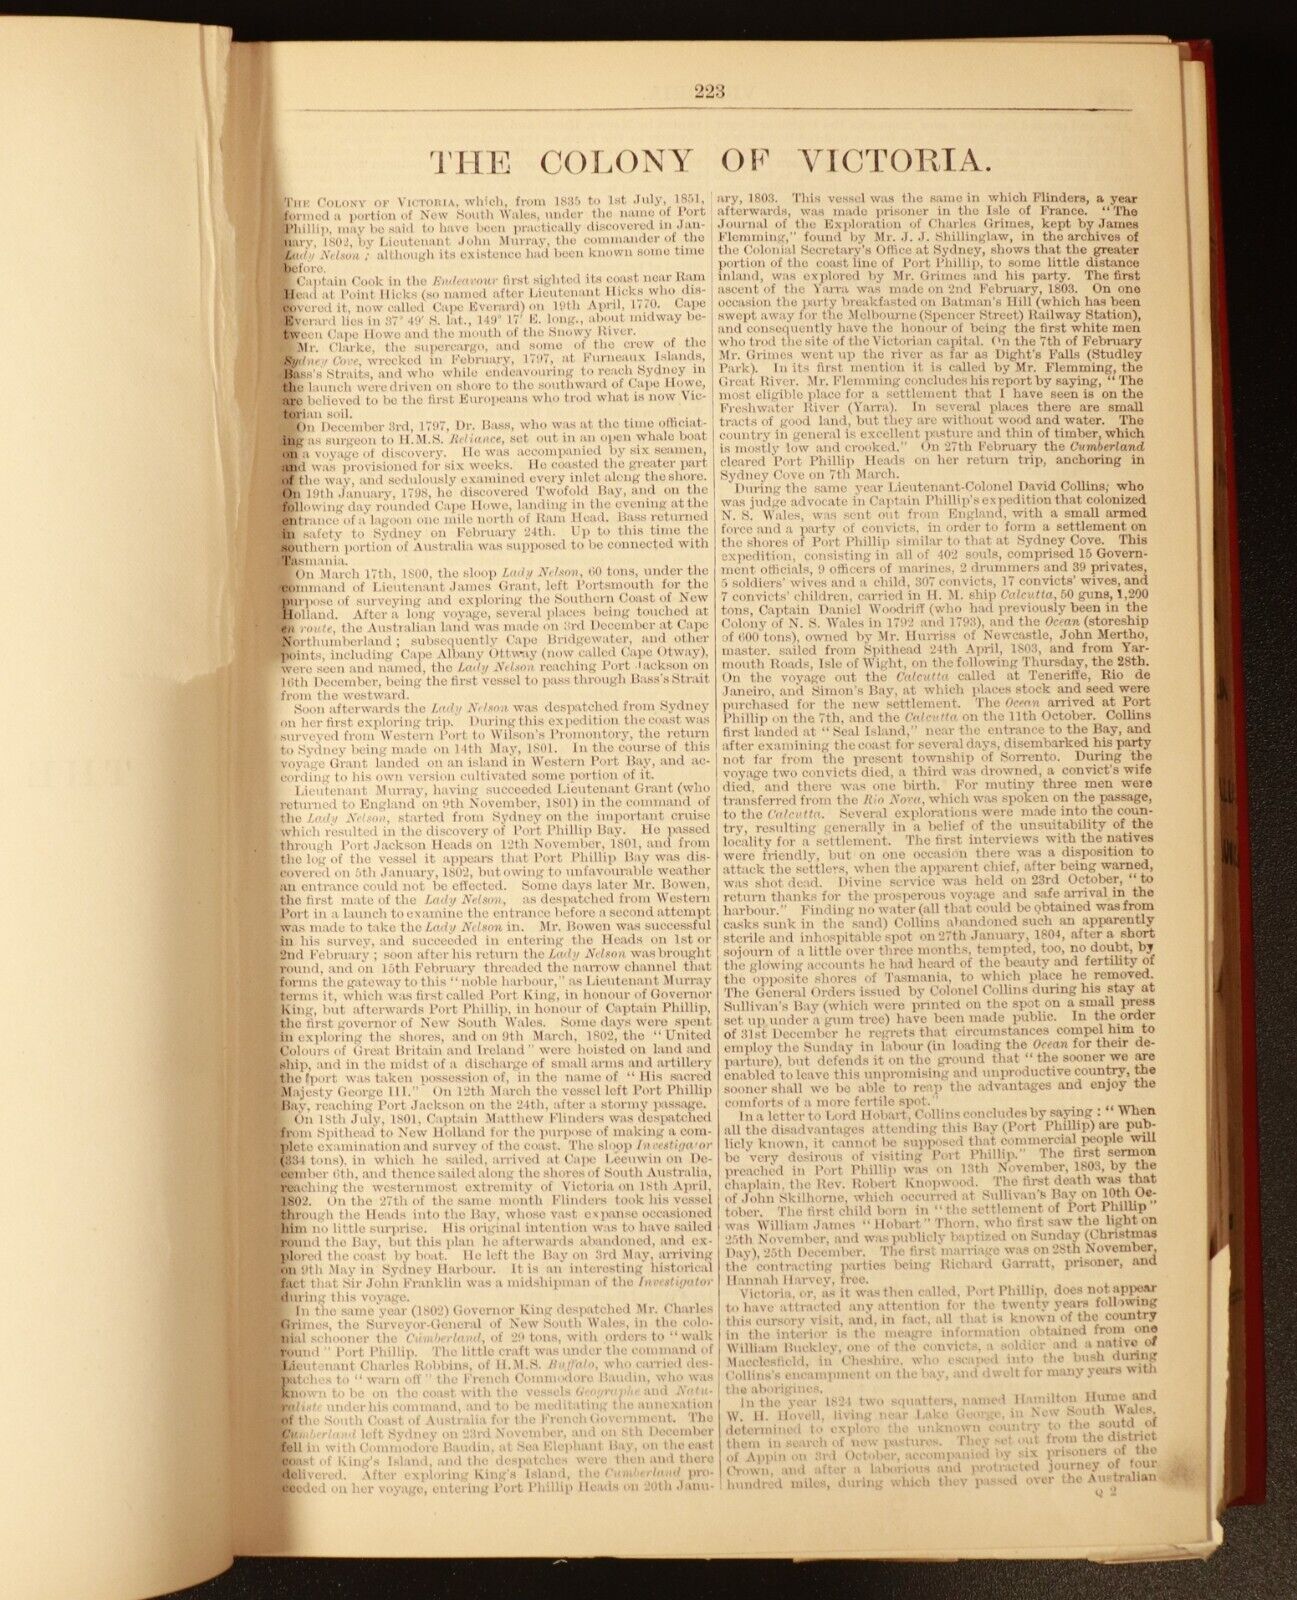 223
THE COLONY OF VICTORIA.
THE COLONY OF VICTORIA, which, from 1835 to 1st July, 1851,
formed a portion of New South Wales, under the name of Port
Phillip, may be said to have been practically discovered in Jan-
uary, 1802, by Lieutenant John Murray, the commander of the
Lady Nelson ; although its existence had been known some time
before.
Captain Cook in the Endeavour first sighted its coast near Ram
Head at Point Hicks (so named after Lieutenant Hicks who dis-
covered it, now called Cape Everard) on 19th April, 1770. Cape
Everard lies in 37° 49' S. lat., 149° 17' E. long., about midway be-
tween Cape Howe and the mouth of the Snowy River.
Mr. Clarke, the supercargo, and some of the crew of the
Sydney Cove, wrecked in February, 1797, at Furneaux Islands,
Bass's Straits, and who while endeavouring to reach Sydney in
the launch were driven on shore to the southward of Cape Howe,
are believed to be the first Europeans who trod what is now Vic-
torian soil.
On December 3rd, 1797, Dr. Bass, who was at the time officiat-
ing as surgeon to H.M.S. Reliance, set out in an open whale boat
on a voyage of discovery. He was accompanied by six seamen,
and was provisioned for six weeks. He coasted the greater part
of the way, and sedulously examined every inlet along the shore.
On 19th January, 1798, he discovered Twofold Bay, and on the
following day rounded Cape Howe, landing in the evening at the
entrance of a lagoon one mile north of Ram Head. Bass returned
in safety to Sydney on February 24th. Up to this time the
southern portion of Australia was supposed to be connected with
Tasmania.
On March 17th, 1800, the sloop Lady Nelson, 60 tons, under the
command of Lieutenant James Grant, left Portsmouth for the
purpose of surveying and exploring the Southern Coast of New
Holland. After a long voyage, several places being touched at
en route, the Australian land was made on 3rd December at Cape
Northumberland ; subsequently Cape Bridgewater, and other
points, including Cape Albany Ottway (now called Cape Otway),
were seen and named, the Lady Nelson reaching Port Jackson on
16th December, being the first vessel to pass through Bass's Strait
from the westward.
Soon afterwards the Lady Nelson was despatched from Sydney
on her first exploring trip. During this expedition the coast was
surveyed from Western Port to Wilson's Promontory, the return
to Sydney being made on 14th May, 1801. In the course of this
voyage Grant landed on an island in Western Port Bay, and ac-
cording to his own version cultivated some portion of it.
Lieutenant Murray, having succeeded Lieutenant Grant (who
returned to England on 9th November, 1801) in the command of
the Lady Nelson, started from Sydney on the important cruise
which resulted in the discovery of Port Phillip Bay. He passed
through Port Jackson Heads on 12th November, 1801, and from
the log of the vessel it appears that Port Phillip Bay was dis-
covered on 5th January, 1802, but owing to unfavourable weather
an entrance could not be effected. Some days later Mr. Bowen,
the first mate of the Lady Nelson, as despatched from Western
Port in a launch to examine the entrance before a second attempt
was made to take the Lady Nelson in. Mr. Bowen was successful
in his survey, and succeeded in entering the Heads on 1st or
2nd February ; soon after his return the Lady Nelson was brought
round, and on 15th February threaded the narrow channel that
forms the gateway to this "noble harbour," as Lieutenant Murray
terms it, which was first called Port King, in honour of Governor
King, but afterwards Port Phillip, in honour of Captain Phillip,
the first governor of New South Wales. Some days were spent
in exploring the shores, and on 9th March, 1802, the "United
Colours of Great Britain and Ireland" were hoisted on land and
ship, and in the midst of a discharge of small arms and artillery
the port was taken possession of, in the name of "His sacred
Majesty George III." On 12th March the vessel left Port Phillip
Bay, reaching Port Jackson on the 24th, after a stormy passage.
On 18th July, 1801, Captain Matthew Flinders was despatched
from Spithead to New Holland for the purpose of making a com-
plete examination and survey of the coast. The sloop Investigator
(334 tons), in which he sailed, arrived at Cape Leeuwin on De-
cember 6th, and thence sailed along the shores of South Australia,
reaching the westernmost extremity of Victoria on 18th April,
1802. On the 27th of the same month Flinders took his vessel
through the Heads into the Bay, whose vast expanse occasioned
him no little surprise. His original intention was to have sailed
round the Bay, but this plan he afterwards abandoned, and ex-
plored the coast by boat. He left the Bay on 3rd May, arriving
on 9th May in Sydney Harbour. It is an interesting historical
fact that Sir John Franklin was a midshipman of the Investigator
during this voyage.
In the same year (1802) Governor King despatched Mr. Charles
Grimes, the Surveyor-General of New South Wales, in the colo-
nial schooner the Cumberland, of 29 tons, with orders to "walk
round" Port Phillip. The little craft was under the command of
Lieutenant Charles Robbins, of H.M.S. Buffalo, who carried des-
patches to "warn off" the French Commodore Baudin, who was
known to be on the coast with the vessels Geographe and Natu-
raliste under his command, and to be meditating the annexation
of the South Coast of Australia for the French Government. The
Cumberland left Sydney on 23rd November, and on 8th December
fell in with Commodore Baudin, at Sea Elephant Bay, on the east
coast of King's Island, and the despatches were then and there
delivered. After exploring King's Island, the Cumberland pro-
ceeded on her voyage, entering Port Phillip Heads on 20th Janu-
ary, 1803. This vessel was the same in which Flinders, a year
afterwards, was made prisoner in the Isle of France. "The
Journal of the Exploration of Charles Grimes, kept by James
Flemming," found by Mr. J. J. Shillinglaw, in the archives of
the Colonial Secretary's Office at Sydney, shows that the greater
portion of the coast line of Port Phillip, to some little distance
inland, was explored by Mr. Grimes and his party. The first
ascent of the Yarra was made on 2nd February, 1803. On one
occasion the party breakfasted on Batman's Hill (which has been
swept away for the Melbourne (Spencer Street) Railway Station),
and consequently have the honour of being the first white men
who trod the site of the Victorian capital. On the 7th of February
Mr. Grimes went up the river as far as Dight's Falls (Studley
Park). In its first mention it is called by Mr. Flemming, the
Great River. Mr. Flemming concludes his report by saying, "The
most eligible place for a settlement that I have seen is on the
Freshwater River (Yarra). In several places there are small
tracts of good land, but they are without wood and water. The
country in general is excellent pasture and thin of timber, which
is mostly low and crooked." On 27th February the Cumberland
cleared Port Phillip Heads on her return trip, anchoring in
Sydney Cove on 7th March.
During the same year Lieutenant-Colonel David Collins, who
was judge advocate in Captain Phillip's expedition that colonized
N. S. Wales, was sent out from England, with a small armed
force and a party of convicts, in order to form a settlement on
the shores of Port Phillip similar to that at Sydney Cove. This
expedition, consisting in all of 402 souls, comprised 15 Govern-
ment officials, 9 officers of marines, 2 drummers and 39 privates,
5 soldiers' wives and a child, 307 convicts, 17 convicts' wives, and
7 convicts' children, carried in H. M. ship Calcutta, 50 guns, 1,200
tons, Captain Daniel Woodriff (who had previously been in the
Colony of N. S. Wales in 1792 and 1793), and the Ocean (storeship
of 600 tons), owned by Mr. Hurriss of Newcastle, John Mertho,
master. sailed from Spithead 24th April, 1803, and from Yar-
mouth Roads, Isle of Wight, on the following Thursday, the 28th.
On the voyage out the Calcutta called at Teneriffe, Rio de
Janeiro, and Simon's Bay, at which places stock and seed were
purchased for the new settlement. The Ocean arrived at Port
Phillip on the 7th, and the Calcutta on the 11th October. Collins
first landed at "Seal Island," near the entrance to the Bay, and
after examining the coast for several days, disembarked his party
not far from the present township of Sorrento. During the
voyage two convicts died, a third was drowned, a convict's wife
died, and there was one birth. For mutiny three men were
transferred from the Rio Nova, which was spoken on the passage,
to the Calcutta. Several explorations were made into the coun-
try, resulting generally in a belief of the unsuitability of the
locality for a settlement. The first interviews with the natives
were friendly, but on one occasion there was a disposition to
attack the settlers, when the apparent chief, after being warned,
was shot dead. Divine service was held on 23rd October, "to
return thanks for the prosperous voyage and safe arrival in the
harbour." Finding no water (all that could be obtained was from
casks sunk in the sand) Collins abandoned such an apparently
sterile and inhospitable spot on 27th January, 1804, after a short
sojourn of a little over three months, tempted, too, no doubt, by
the glowing accounts he had heard of the beauty and fertility of
the opposite shores of Tasmania, to which place he removed.
The General Orders issued by Colonel Collins during his stay at
Sullivan's Bay (which were printed on the spot on a small press
set up under a gum tree) have been made public. In the order
of 31st December he regrets that circumstances compel him to
employ the Sunday in labour (in loading the Ocean for their de-
parture), but defends it on the ground that "the sooner we are
enabled to leave this unpromising and unproductive country, the
sooner shall we be able to reap the advantages and enjoy the
comforts of a more fertile spot."
In a letter to Lord Hobart, Collins concludes by saying : "When
all the disadvantages attending this Bay (Port Phillip) are pub-
licly known, it cannot be supposed that commercial people will
be very desirous of visiting Port Phillip." The first sermon
preached in Port Phillip was on 13th November, 1803, by the
chaplain, the Rev. Robert Knopwood. The first death was that
of John Skilhorne, which occurred at Sullivan's Bay on 10th Oc-
tober. The first child born in "the settlement of Port Phillip"
was William James "Hobart" Thorn, who first saw the light on
25th November, and was publicly baptized on Sunday (Christmas
Day), 25th December. The first marriage was on 28th November,
the contracting parties being Richard Garratt, prisoner, and
Hannah Harvey, free.
Victoria, or, as it was then called, Port Phillip, does not appear
to have attracted any attention for the twenty years following
this cursory visit, and, in fact, all that is known of the country
in the interior is the meagre information obtained from one
William Buckley, one of the convicts, a soldier and a native of
Macclesfield, in Cheshire, who escaped into the bush during
Collins's encampment on the bay, and dwelt for many years with
the aborigines.
In the year 1824 two squatters, named Hamilton Hume and
W. H. Hovell, living near Lake George, in New South Wales,
determined to explore the unknown country to the soutd of
them in search of new pastures. They set out from the district
of Appin on 3rd October, accompanied by six prisoners of the
Crown, and after a laborious and protracted journey of four
hundred miles, during which they passed over the Australian
Q 2